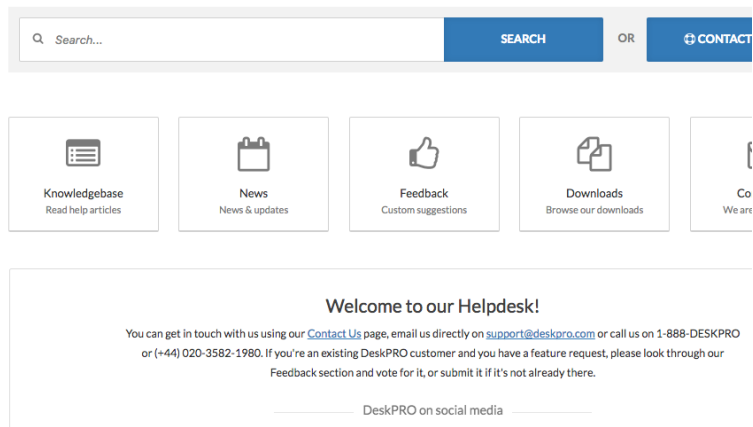 Search...
SEARCH
OR
CONTACT
Knowledgebase
Read help articles
News
News & updates
Feedback
Custom suggestions
Downloads
Browse our downloads
We are
Welcome to our Helpdesk!
You can get in touch with us using our Contact Us page, email us directly on support@deskpro.com or call us on 1-888-DESKPRO
or (+44) 020-3582-1980. If you're an existing DeskPRO customer and you have a feature request, please look through our
Feedback section and vote for it, or submit it if it's not already there.
DeskPRO on social media